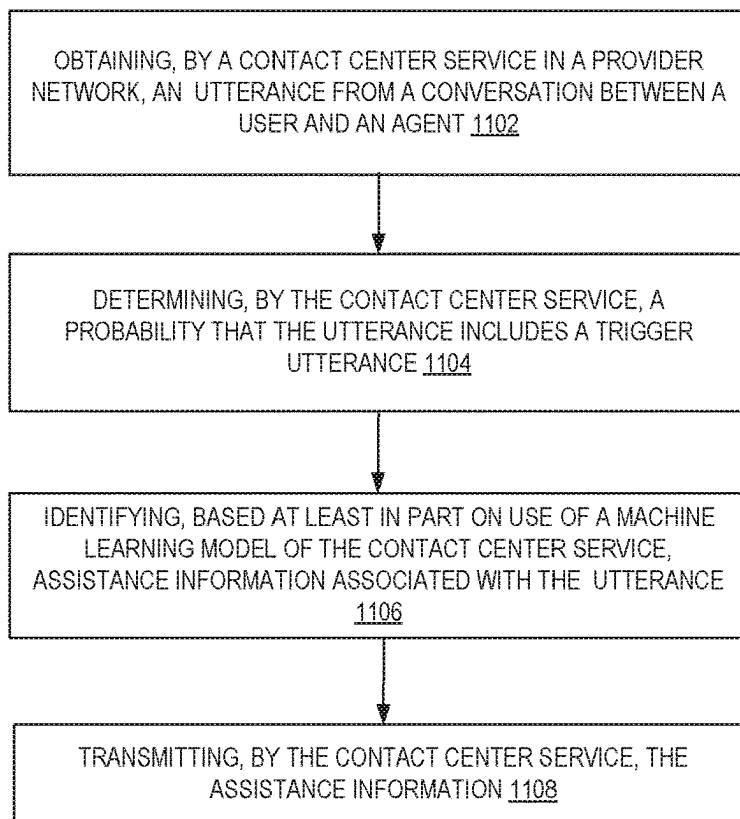 OBTAINING, BY A CONTACT CENTER SERVICE IN A PROVIDER
NETWORK, AN UTTERANCE FROM A CONVERSATION BETWEEN A
USER AND AN AGENT 1102
DETERMINING, BY THE CONTACT CENTER SERVICE, A
PROBABILITY THAT THE UTTERANCE INCLUDES A TRIGGER
UTTERANCE 1104
IDENTIFYING, BASED AT LEAST IN PART ON USE OF A MACHINE
LEARNING MODEL OF THE CONTACT CENTER SERVICE,
ASSISTANCE INFORMATION ASSOCIATED WITH THE UTTERANCE
1106
TRANSMITTING, BY THE CONTACT CENTER SERVICE, THE
ASSISTANCE INFORMATION 1108